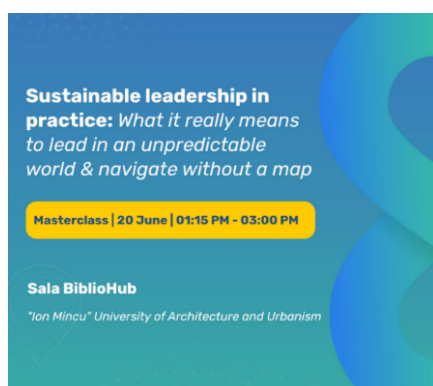 Sustainable leadership in
practice: What it really means
to lead in an unpredictable
world & navigate without a map
Masterclass | 20 June | 01:15 PM - 03:00 PM
Sala BiblioHub
"Ion Mincu" University of Architecture and Urbanism